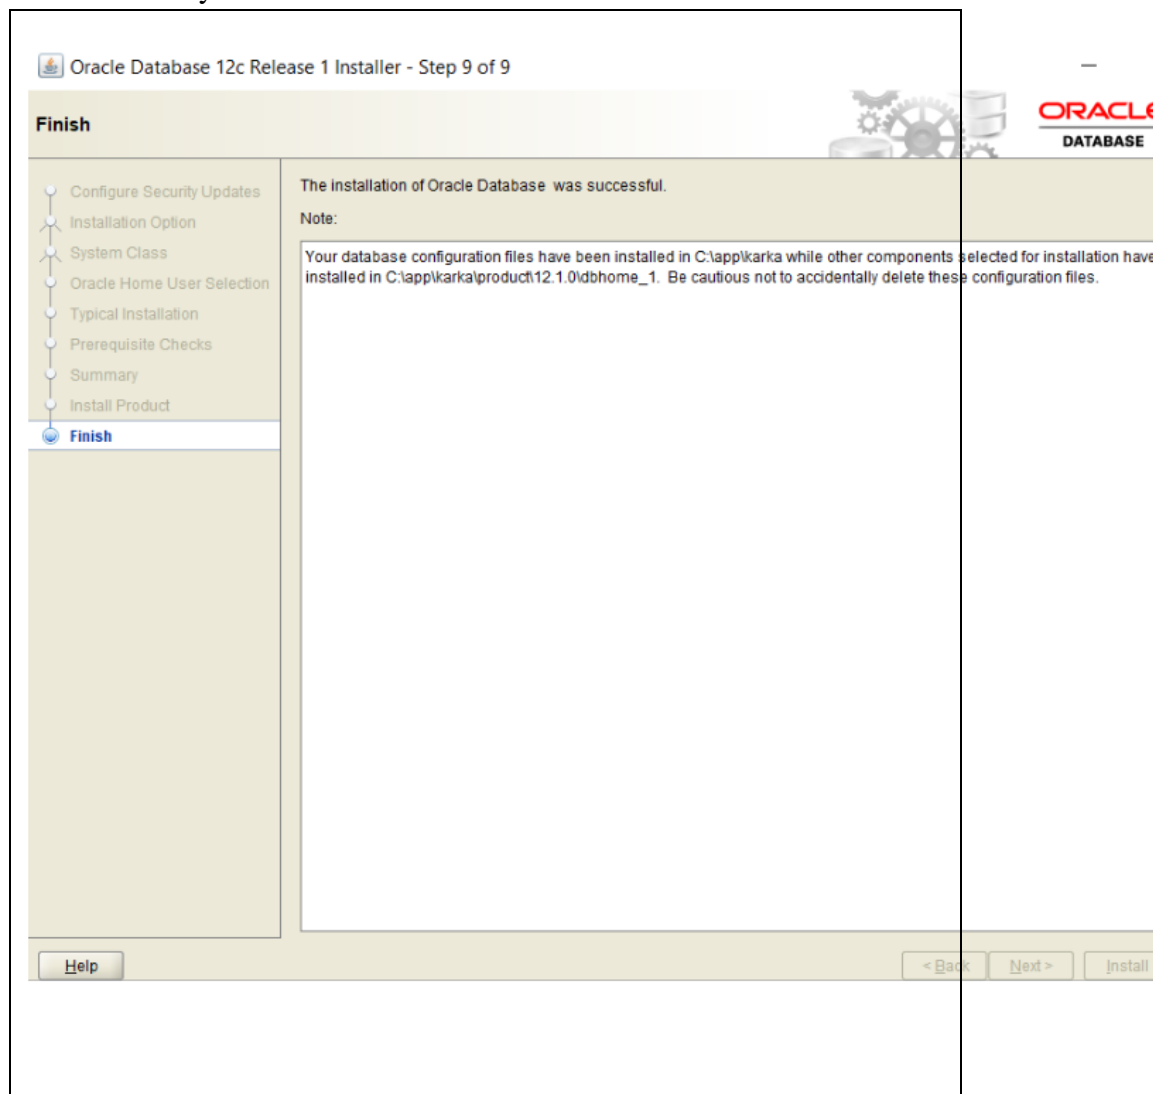 Oracle Database 12c Release 1 Installer - Step 9 of 9
Finish
ORACLE
DATABASE
Configure Security Updates
Installation Option
System Class
Oracle Home User Selection
Typical Installation
Prerequisite Checks
Summary
Install Product
Finish
The installation of Oracle Database was successful.
Note:
Your database configuration files have been installed in C:\app\karka while other components selected for installation have
installed in C:\app\karka\product\12.1.0\dbhome_1. Be cautious not to accidentally delete these configuration files.
Help
< Back
Next >
Install